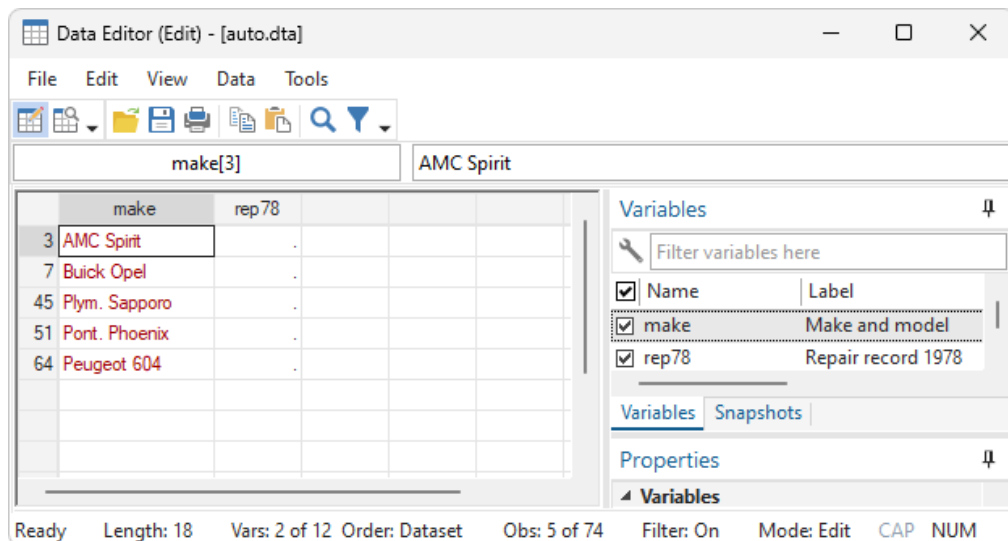 Data Editor (Edit) - [auto.dta]
File Edit View Data Tools
make[3] AMC Spirit
make rep78
3 AMC Spirit .
7 Buick Opel .
45 Plym. Sapporo .
51 Pont. Phoenix .
64 Peugeot 604 .
Variables
Filter variables here
Name Label
make Make and model
rep78 Repair record 1978
Variables Snapshots
Properties
Variables
Ready Length: 18 Vars: 2 of 12 Order: Dataset Obs: 5 of 74 Filter: On Mode: Edit CAP NUM